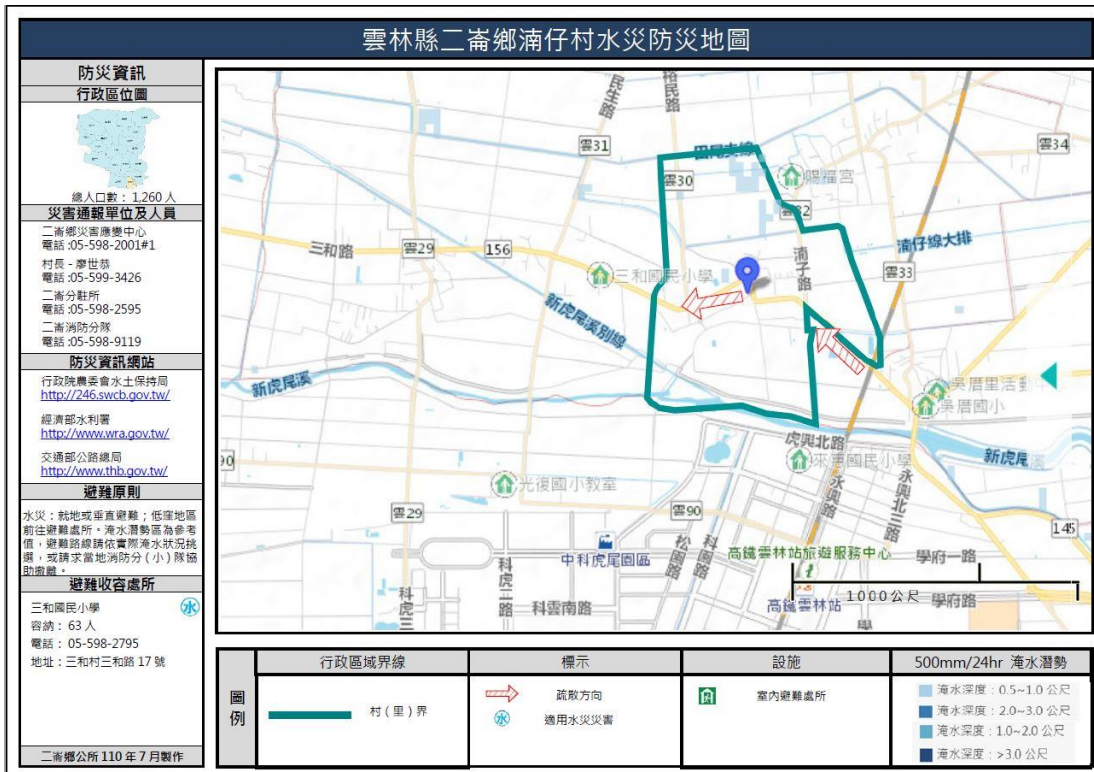 雲林縣二崙鄉湳仔村水災防災地圖
防災資訊
行政區位圖
總人口數：1,260 人
災害通報單位及人員
二崙鄉災害應變中心
電話:05-598-2001#1
村長 - 廖世恭
電話:05-599-3426
二崙分駐所
電話:05-598-2595
二崙消防分隊
電話:05-598-9119
防災資訊網站
行政院農委會水土保持局
http://246.swcb.gov.tw/
經濟部水利署
http://www.wra.gov.tw/
交通部公路總局
http://www.thb.gov.tw/
避難原則
水災：就地或垂直避難；低窪地區
前往避難處所。淹水潛勢區為參考
值，避難路線請依實際淹水狀況挑
選，或請求當地消防分(小)隊協
助撤離。
避難收容處所
三和國民小學
水
容納：63 人
電話：05-598-2795
地址：三和村三和路 17 號
二崙鄉公所 110 年 7 月製作
民生路
裕民路
雲31
田尾支線
雲34
雲30
賜福宮
雲32
三和路
雲29
156
湳子路
湳仔線大排
雲33
三和國民小學
新虎尾溪別線
新虎尾溪
吳厝里活動
吳厝國小
虎興北路
新虎尾溪
來惠國民小學
90
光復國小教室
永興路
永興北三路
雲29
雲90
145
中科虎尾園區
松園路
科園路
高鐵雲林站旅遊服務中心
學府一路
科虎二路
科雲南路
科虎三
高鐵雲林站
1000公尺
學府路
學
圖例
行政區域界線
標示
設施
500mm/24hr 淹水潛勢
村(里)界
疏散方向
水
適用水災災害
室內避難處所
淹水深度：0.5~1.0 公尺
淹水深度：2.0~3.0 公尺
淹水深度：1.0~2.0 公尺
淹水深度：>3.0 公尺